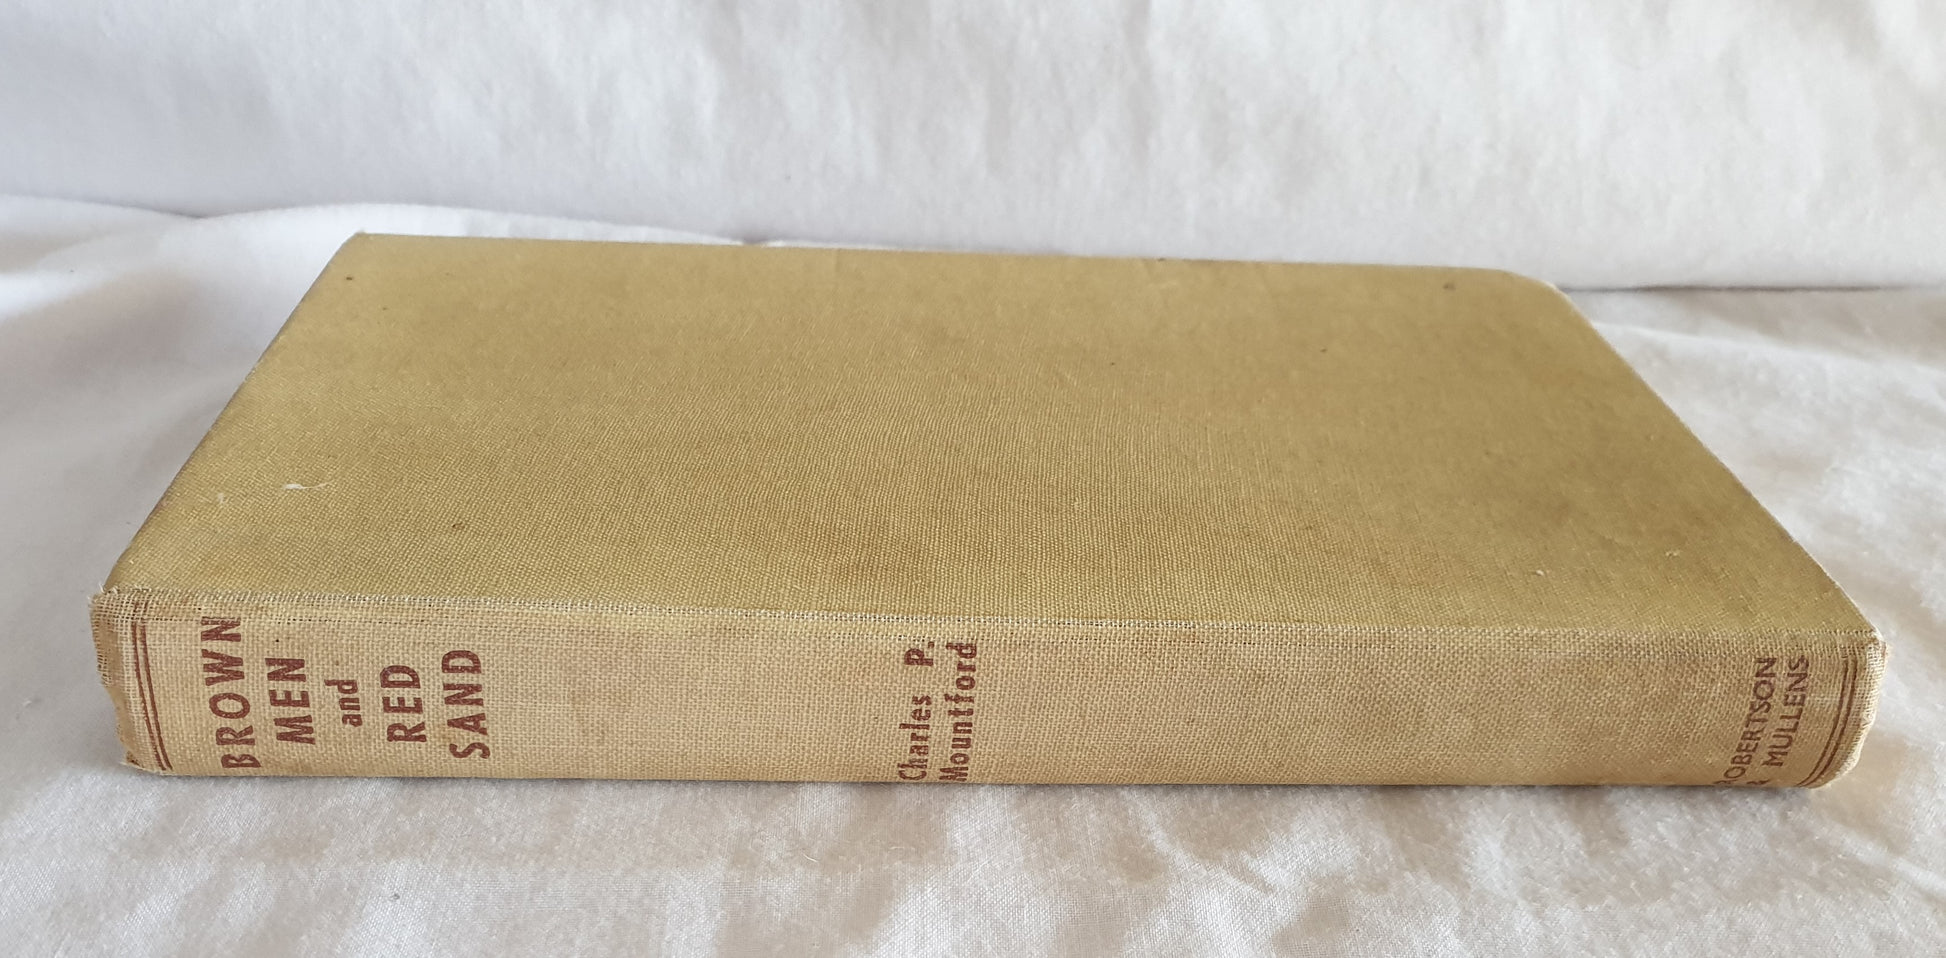 BROWN
MEN
and
RED
SAND
Charles P.
Mountford
ROBERTSON
& MULLENS